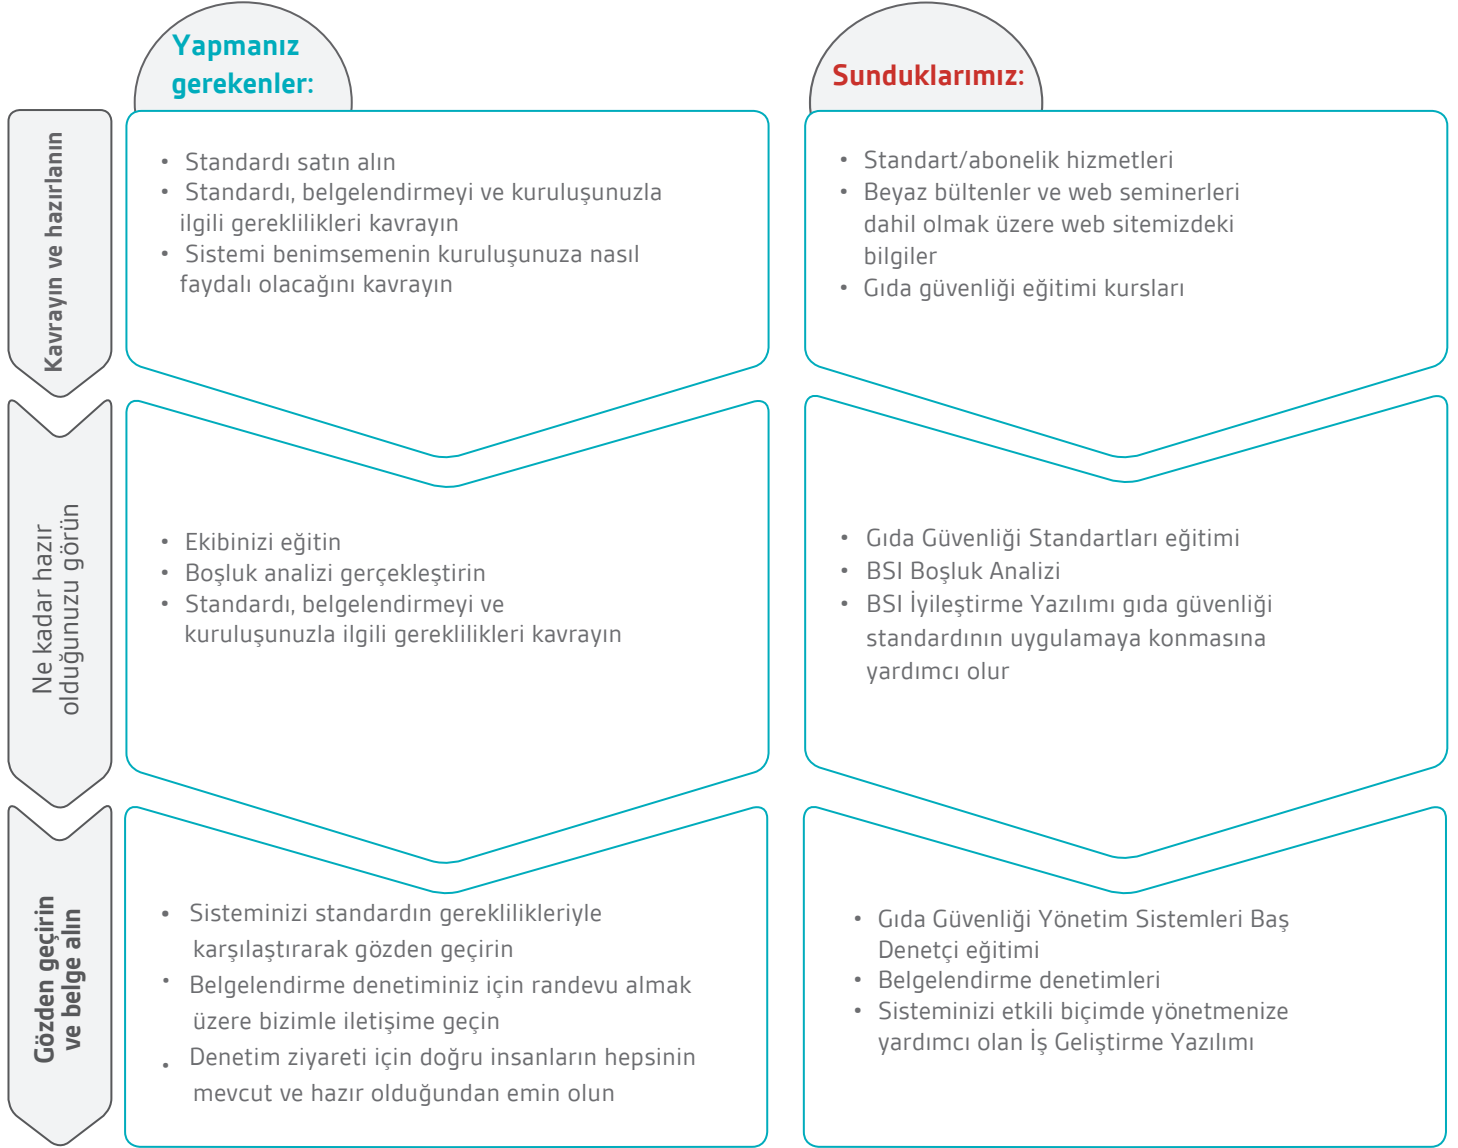 Yapmanız
gerekenler:
Sunduklarımız:
Kavrayın ve hazırlanın
• Standardı satın alın
• Standardı, belgelendirmeyi ve kuruluşunuzla
ilgili gereklilikleri kavrayın
• Sistemi benimsemenin kuruluşunuza nasıl
faydalı olacağını kavrayın
• Standart/abonelik hizmetleri
• Beyaz bültenler ve web seminerleri
dahil olmak üzere web sitemizdeki
bilgiler
• Gıda güvenliği eğitimi kursları
Ne kadar hazır
olduğunuzu görün
• Ekibinizi eğitin
• Boşluk analizi gerçekleştirin
• Standardı, belgelendirmeyi ve
kuruluşunuzla ilgili gereklilikleri kavrayın
• Gıda Güvenliği Standartları eğitimi
• BSI Boşluk Analizi
• BSI İyileştirme Yazılımı gıda güvenliği
standardının uygulamaya konmasına
yardımcı olur
Gözden geçirin
ve belge alın
• Sisteminizi standardın gereklilikleriyle
karşılaştırarak gözden geçirin
• Belgelendirme denetiminiz için randevu almak
üzere bizimle iletişime geçin
• Denetim ziyareti için doğru insanların hepsinin
mevcut ve hazır olduğundan emin olun
• Gıda Güvenliği Yönetim Sistemleri Baş
Denetçi eğitimi
• Belgelendirme denetimleri
• Sisteminizi etkili biçimde yönetmenize
yardımcı olan İş Geliştirme Yazılımı